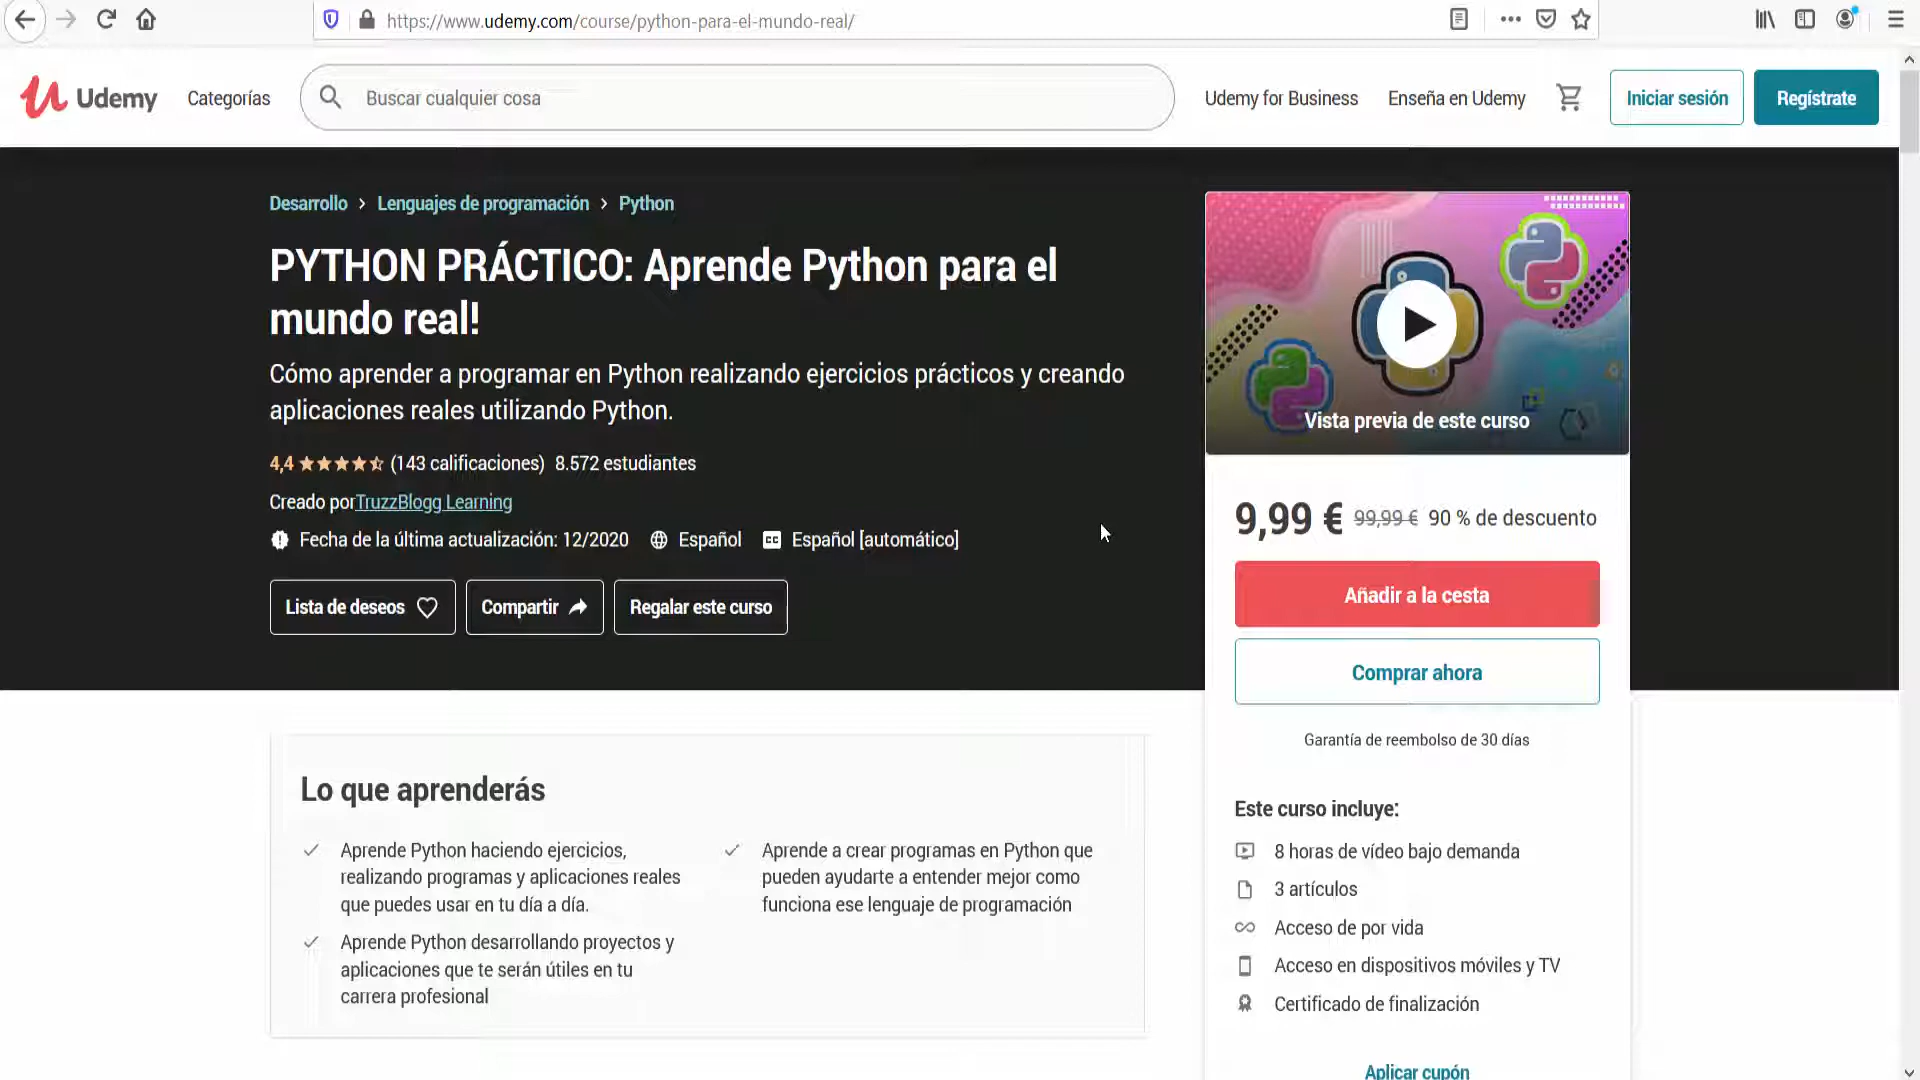 https://www.udemy.com/course/python-para-el-mundo-real/
Udemy
Categorías
Buscar cualquier cosa
Udemy for Business
Enseña en Udemy
Iniciar sesión
Regístrate
Desarrollo > Lenguajes de programación > Python
PYTHON PRÁCTICO: Aprende Python para el
mundo real!
Cómo aprender a programar en Python realizando ejercicios prácticos y creando
aplicaciones reales utilizando Python.
4,4 (143 calificaciones) 8.572 estudiantes
Creado por TruzzBlogg Learning
Fecha de la última actualización: 12/2020 Español CC Español [automático]
Lista de deseos
Compartir
Regalar este curso
Vista previa de este curso
9,99 € 99,99 € 90 % de descuento
Añadir a la cesta
Comprar ahora
Garantía de reembolso de 30 días
Este curso incluye:
8 horas de vídeo bajo demanda
3 artículos
Acceso de por vida
Acceso en dispositivos móviles y TV
Certificado de finalización
Aplicar cupón
Lo que aprenderás
Aprende Python haciendo ejercicios,
realizando programas y aplicaciones reales
que puedes usar en tu día a día.
Aprende Python desarrollando proyectos y
aplicaciones que te serán útiles en tu
carrera profesional
Aprende a crear programas en Python que
pueden ayudarte a entender mejor como
funciona ese lenguaje de programación